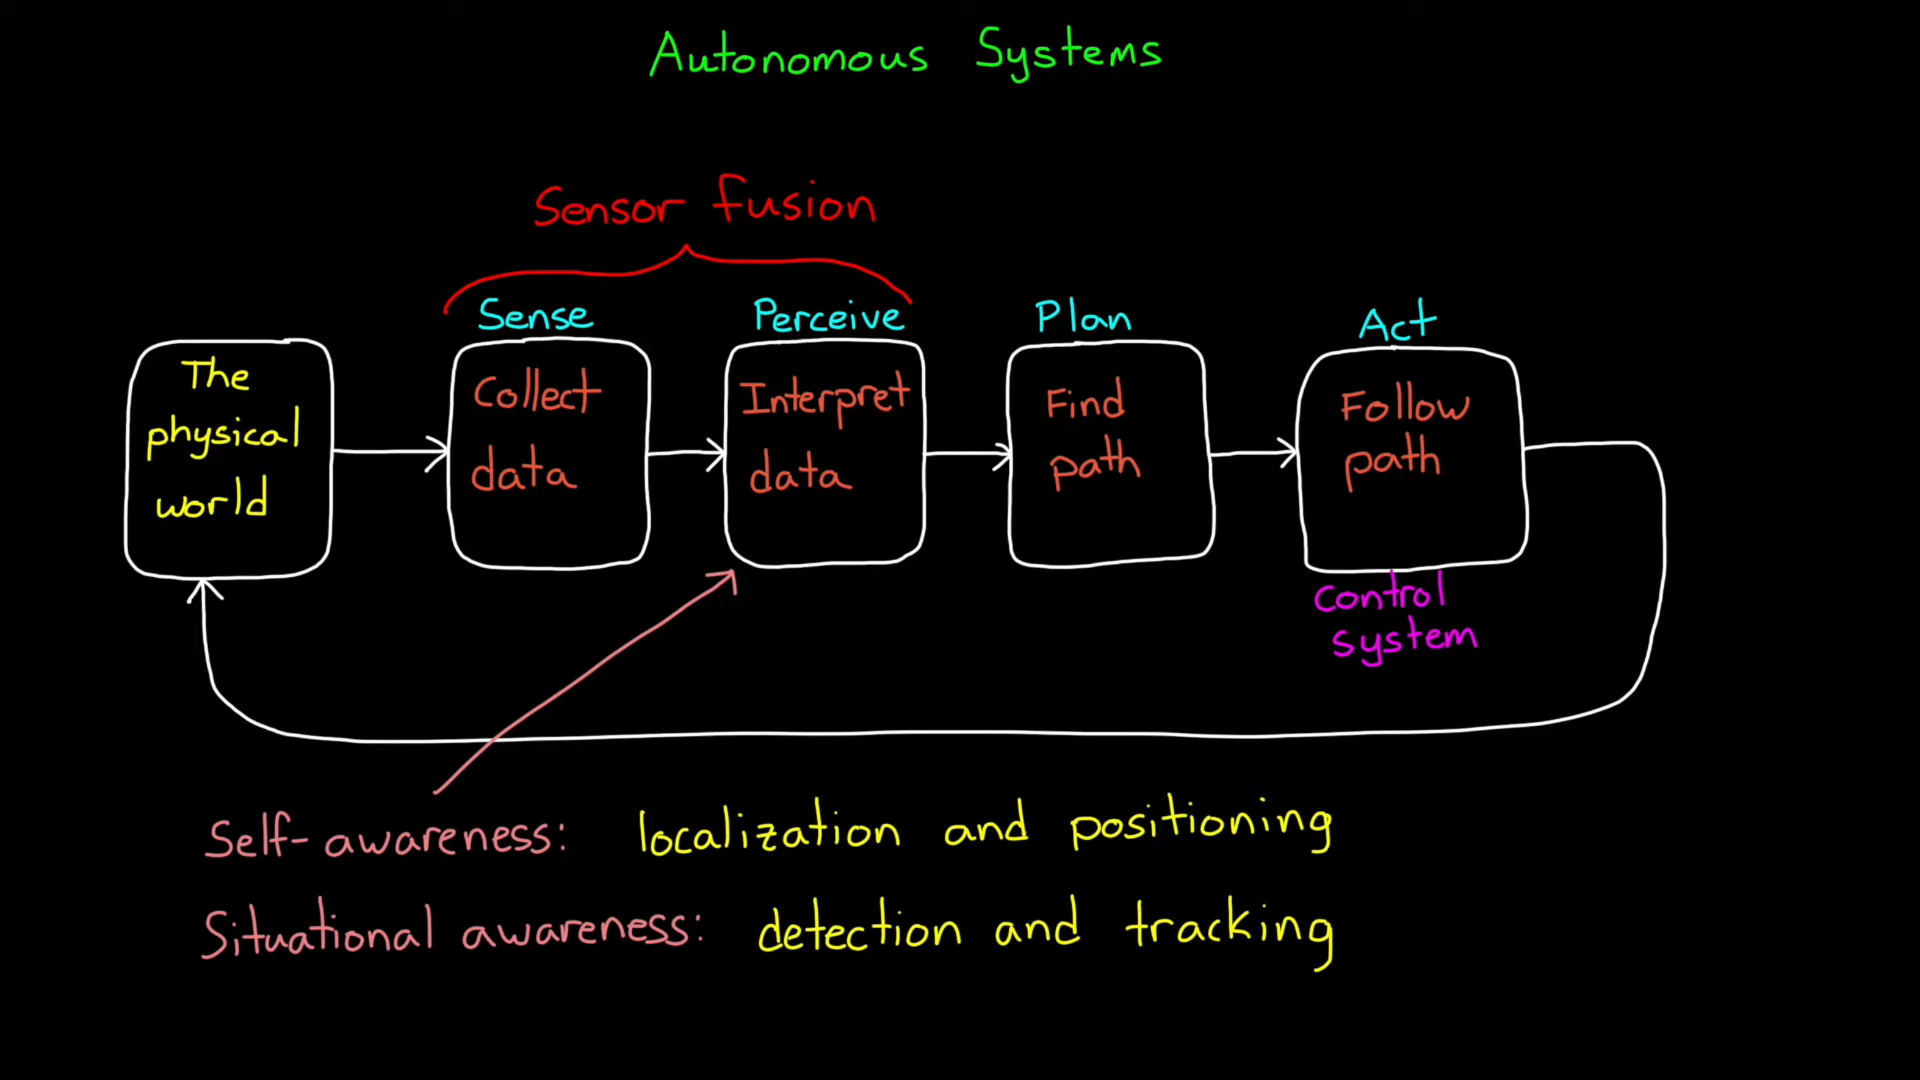 Autonomous Systems
Sensor fusion
Sense
Perceive
Plan
Act
The
physical
world
Collect
data
Interpret
data
Find
path
Follow
path
control
system
Self-awareness: localization and positioning
Situational awareness: detection and tracking